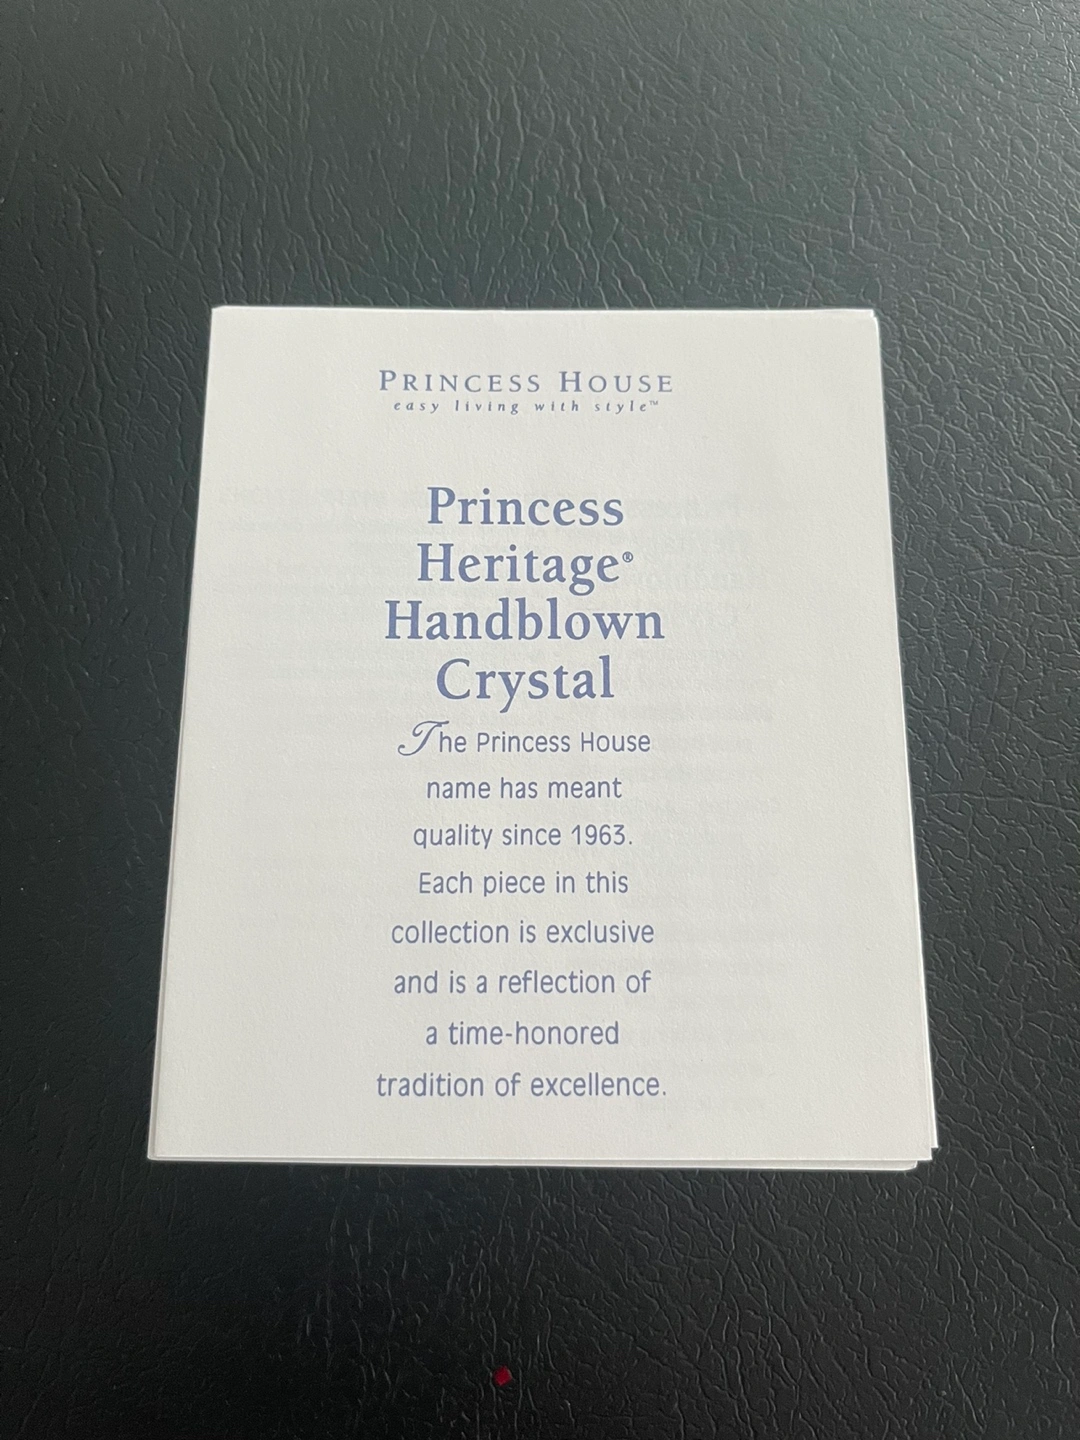 PRINCESS HOUSE
easy living with style™
Princess
Heritage®
Handblown
Crystal
The Princess House
name has meant
quality since 1963.
Each piece in this
collection is exclusive
and is a reflection of
a time-honored
tradition of excellence.